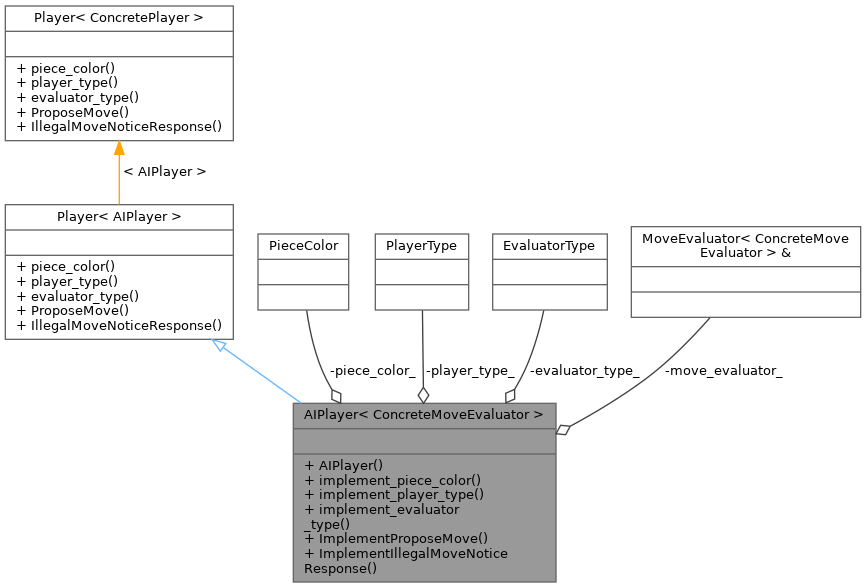 Player< ConcretePlayer >
+ piece_color()
+ player_type()
+ evaluator_type()
+ ProposeMove()
+ IllegalMoveNoticeResponse()
< AIPlayer >
Player< AIPlayer >
+ piece_color()
+ player_type()
+ evaluator_type()
+ ProposeMove()
+ IllegalMoveNoticeResponse()
PieceColor
PlayerType
EvaluatorType
MoveEvaluator< ConcreteMove
Evaluator > &
-piece_color_
-player_type_
-evaluator_type_
-move_evaluator_
AIPlayer< ConcreteMoveEvaluator >
+ AIPlayer()
+ implement_piece_color()
+ implement_player_type()
+ implement_evaluator
_type()
+ ImplementProposeMove()
+ ImplementIllegalMoveNotice
Response()